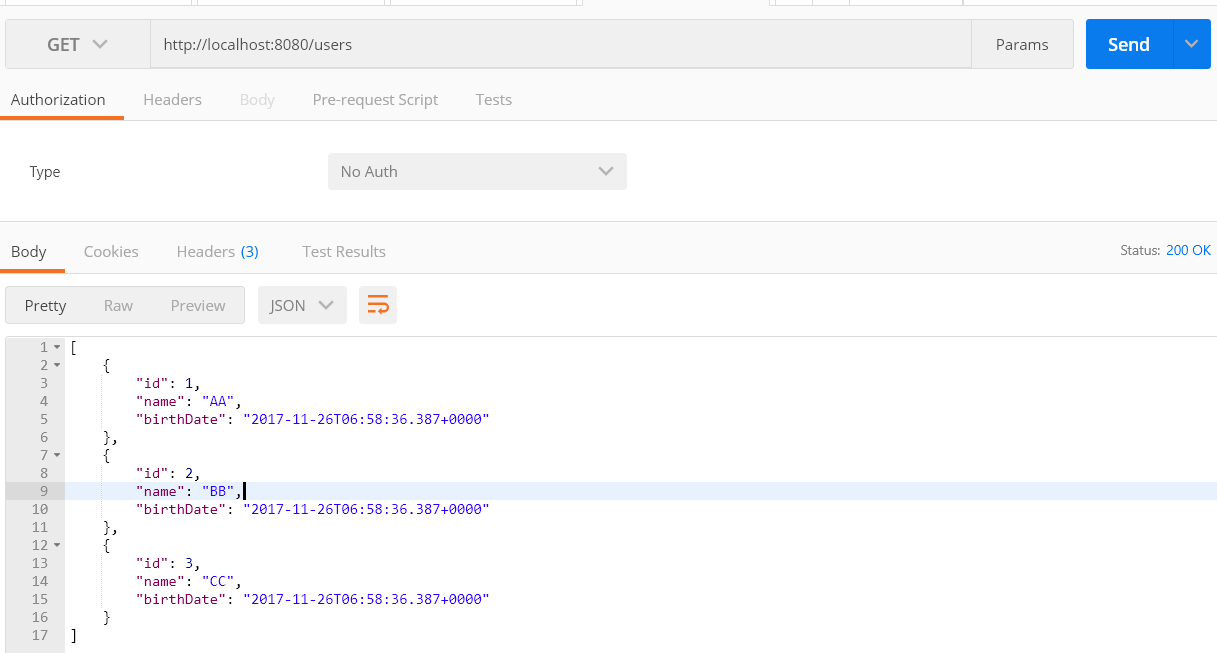 GET http://localhost:8080/users Params Send
Authorization Headers Body Pre-request Script Tests
Type No Auth
Body Cookies Headers (3) Test Results Status: 200 OK
Pretty Raw Preview JSON
1 [
2 {
3 "id": 1,
4 "name": "AA",
5 "birthDate": "2017-11-26T06:58:36.387+0000"
6 },
7 {
8 "id": 2,
9 "name": "BB",
10 "birthDate": "2017-11-26T06:58:36.387+0000"
11 },
12 {
13 "id": 3,
14 "name": "CC",
15 "birthDate": "2017-11-26T06:58:36.387+0000"
16 }
17 ]